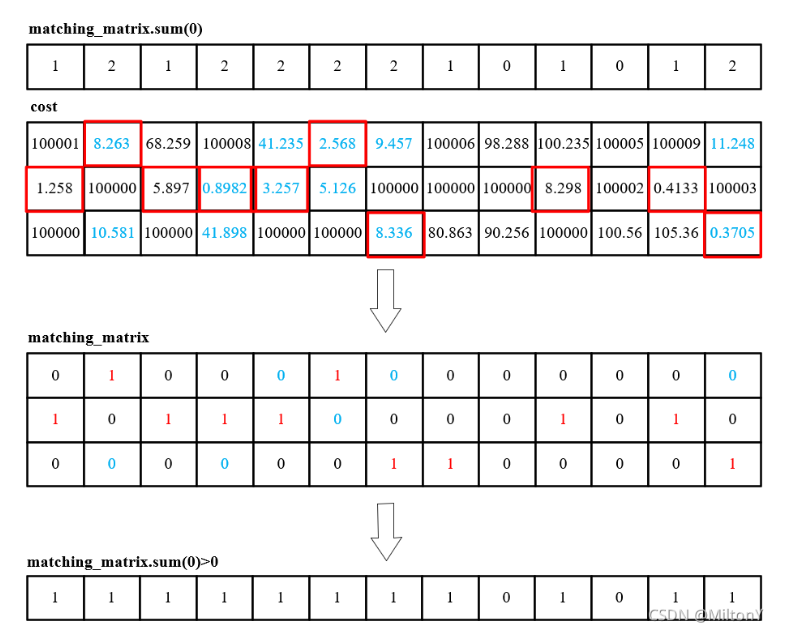 matching_matrix.sum(0)
1 2 1 2 2 2 2 1 0 1 0 1 2
cost
100001 8.263 68.259 100008 41.235 2.568 9.457 100006 98.288 100.235 100005 100009 11.248
1.258 100000 5.897 0.8982 3.257 5.126 100000 100000 100000 8.298 100002 0.4133 100003
100000 10.581 100000 41.898 100000 100000 8.336 80.863 90.256 100000 100.56 105.36 0.3705
matching_matrix
0 1 0 0 0 1 0 0 0 0 0 0 0
1 0 1 1 1 0 0 0 0 1 0 1 0
0 0 0 0 0 0 1 1 0 0 0 0 1
matching_matrix.sum(0)>0
1 1 1 1 1 1 1 1 0 1 0 1 1
CSDN @MiltonY